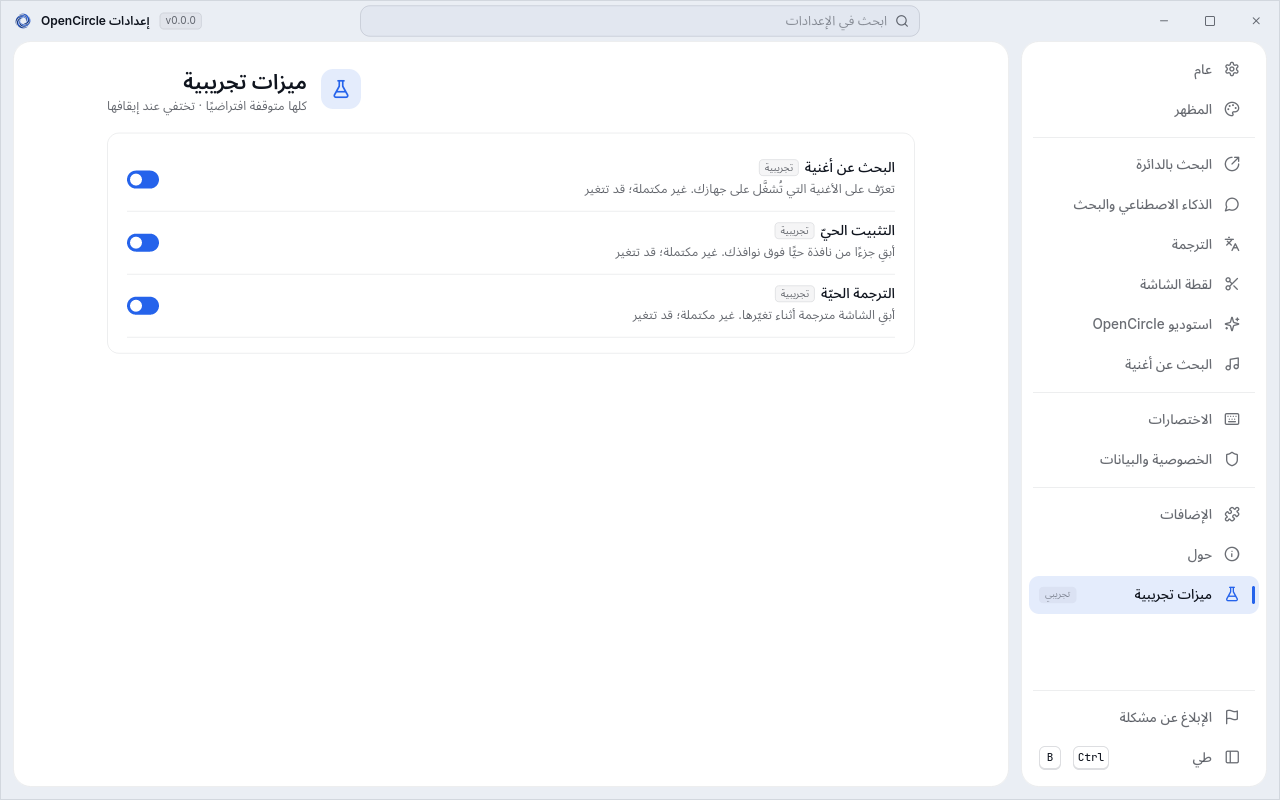 إعدادات OpenCircle
v0.0.0
ابحث في الإعدادات
عام
المظهر
البحث بالدائرة
الذكاء الاصطناعي والبحث
الترجمة
لقطة الشاشة
استوديو OpenCircle
البحث عن أغنية
الاختصارات
الخصوصية والبيانات
الإضافات
حول
ميزات تجريبية تجريبي
الإبلاغ عن مشكلة
طي Ctrl B
ميزات تجريبية
كلها متوقفة افتراضيًا · تختفي عند إيقافها
البحث عن أغنية تجريبية
تعرّف على الأغنية التي تُشغَّل على جهازك. غير مكتملة؛ قد تتغير
التثبيت الحيّ تجريبية
أبقِ جزءًا من نافذة حيًّا فوق نوافذك. غير مكتملة؛ قد تتغير
الترجمة الحيّة تجريبية
أبقِ الشاشة مترجمة أثناء تغيّرها. غير مكتملة؛ قد تتغير